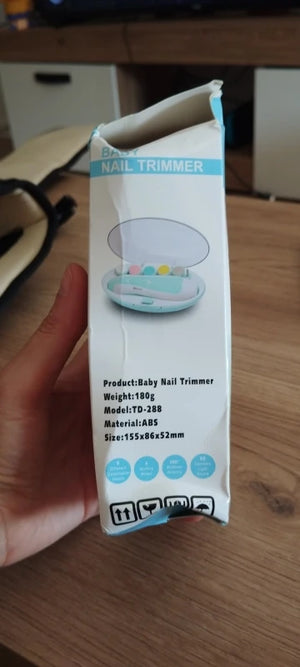 BABY
NAIL TRIMMER
Product:Baby Nail Trimmer
Weight:180g
Model:TD-288
Material:ABS
Size:155x86x52mm